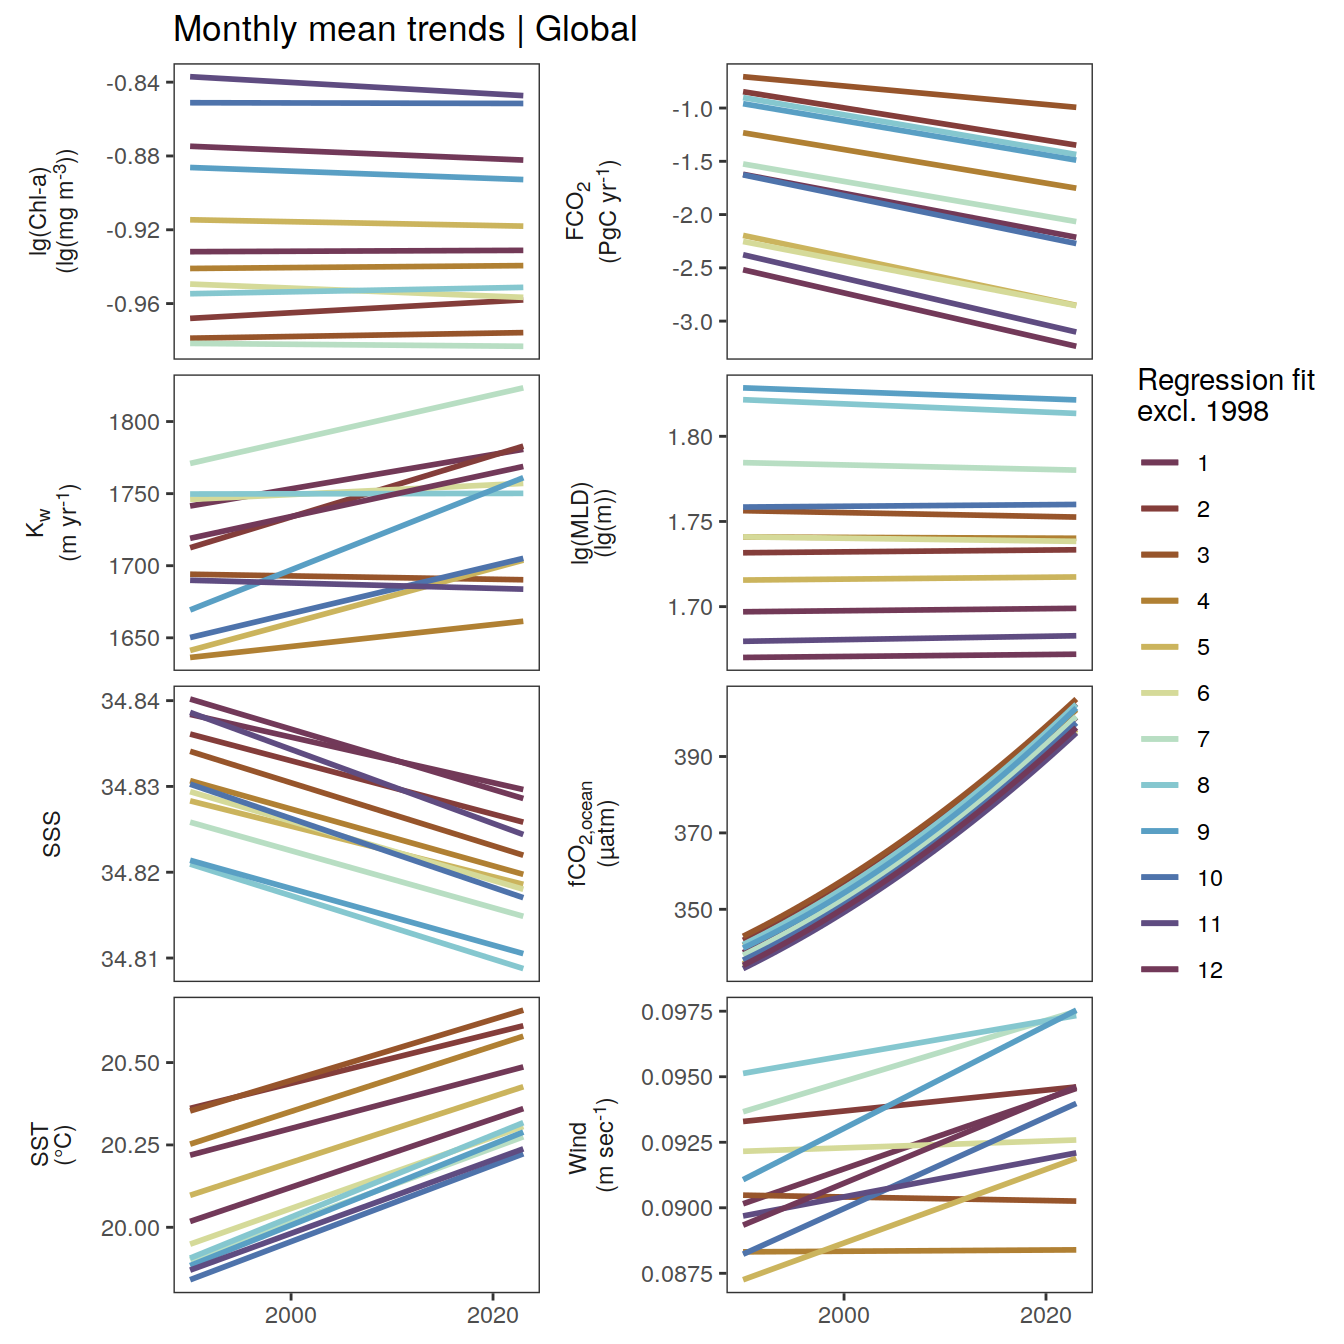 Monthly mean trends | Global
lg(Chl-a)
(lg(mg m-3))
-0.84
-0.88
-0.92
-0.96
FCO2
(PgC yr-1)
-1.0
-1.5
-2.0
-2.5
-3.0
Kw
(m yr-1)
1800
1750
1700
1650
lg(MLD)
(lg(m))
1.80
1.75
1.70
SSS
34.84
34.83
34.82
34.81
fCO2,ocean
(µatm)
390
370
350
SST
(°C)
20.50
20.25
20.00
2000
2020
Wind
(m sec-1)
0.0975
0.0950
0.0925
0.0900
0.0875
2000
2020
Regression fit
excl. 1998
1
2
3
4
5
6
7
8
9
10
11
12